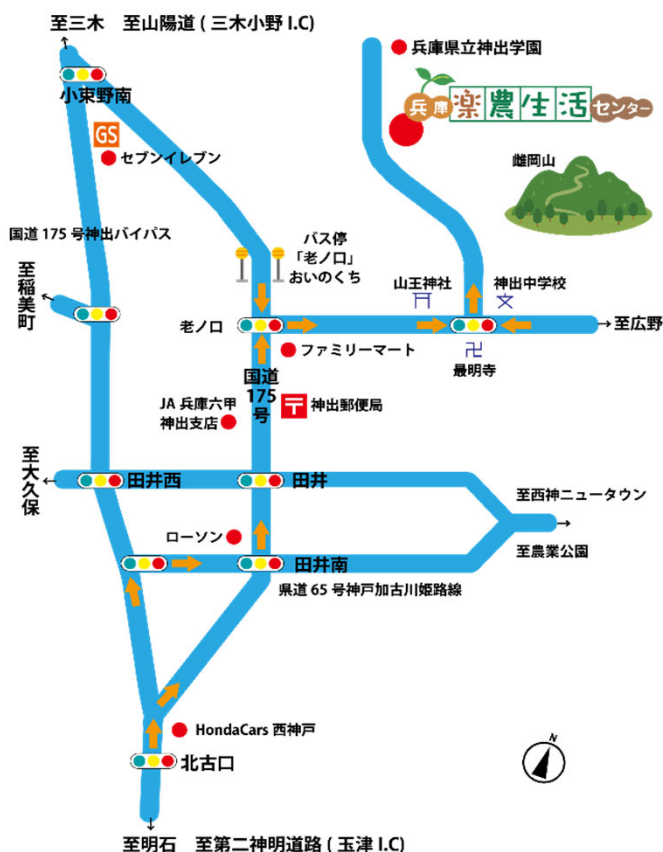 至三木 至山陽道 ( 三木小野 I.C)
兵庫県立神出学園
小束野南
兵庫楽農生活センター
GS
セブンイレブン
雌岡山
国道 175 号神出バイパス
バス停
「老ノ口」
おいのくち
至稲美町
山王神社
神出中学校
老ノ口
至広野
ファミリーマート
最明寺
国道
175
号
JA 兵庫六甲
神出支店
神出郵便局
至大久保
田井西
田井
至西神ニュータウン
ローソン
至農業公園
田井南
県道 65 号神戸加古川姫路線
HondaCars 西神戸
北古口
N
至明石 至第二神明道路 ( 玉津 I.C)